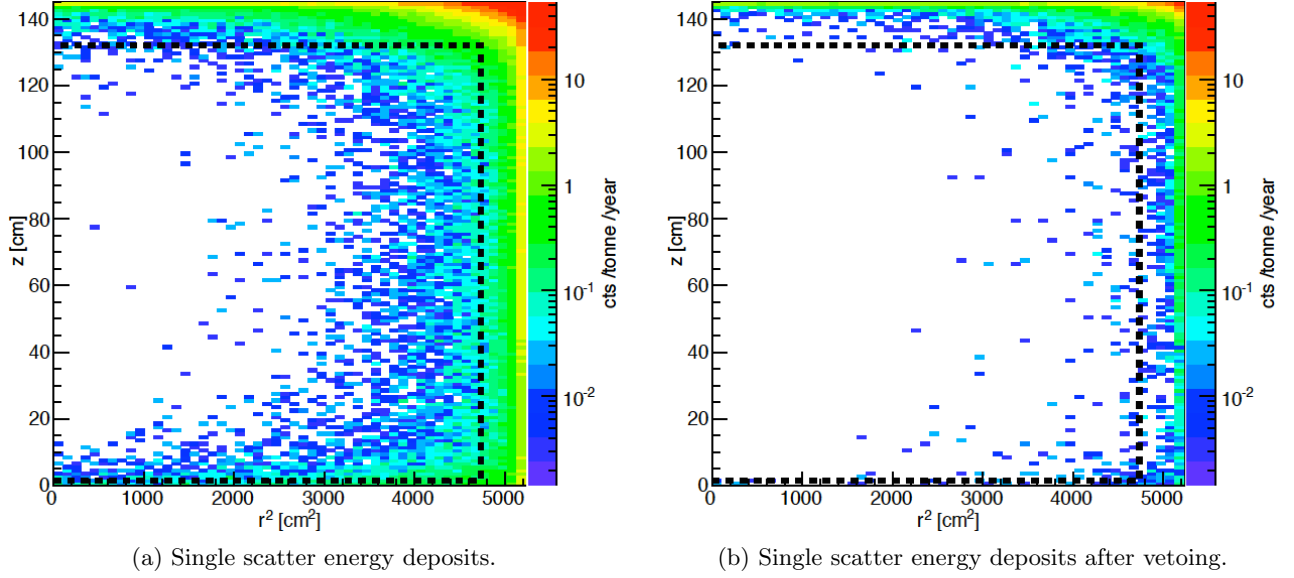 140
120
100
80
60
40
20
0
z [cm]
0 1000 2000 3000 4000 5000
r² [cm²]
10
1
10⁻¹
10⁻²
cts /tonne /year
(a) Single scatter energy deposits.
140
120
100
80
60
40
20
0
z [cm]
0 1000 2000 3000 4000 5000
r² [cm²]
10
1
10⁻¹
10⁻²
cts /tonne /year
(b) Single scatter energy deposits after vetoing.